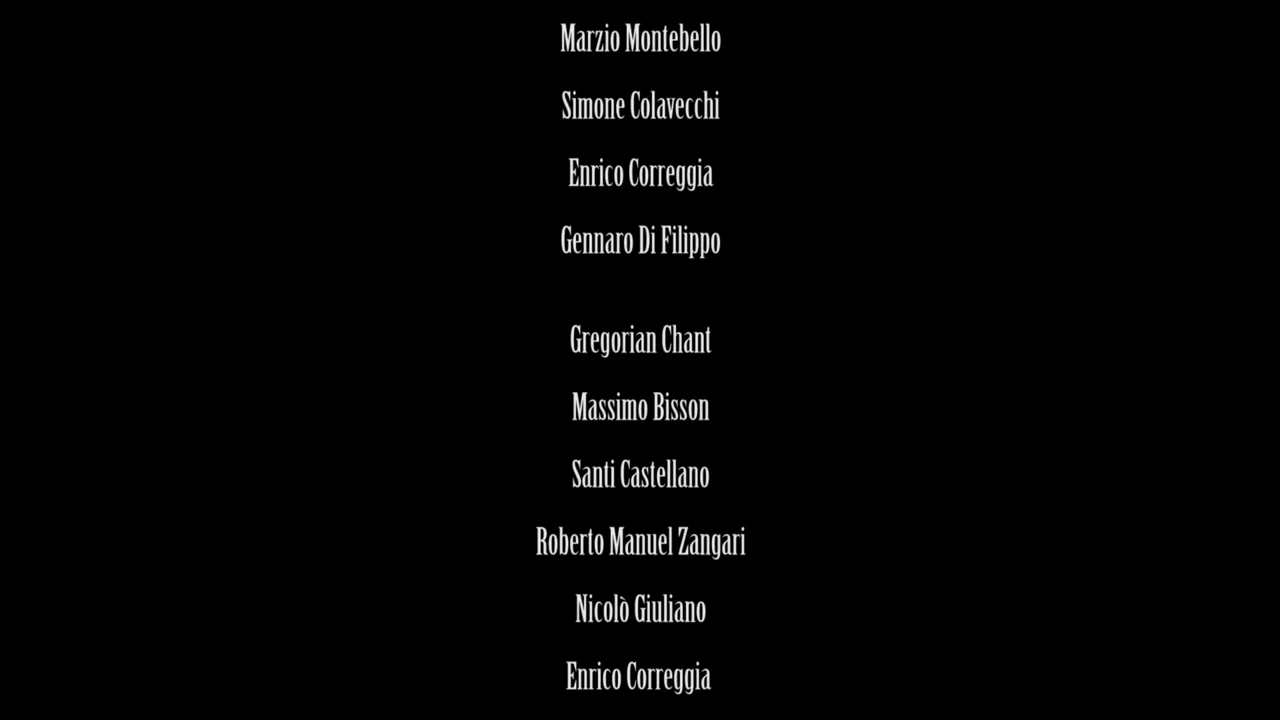 Marzio Montebello
Simone Colavecchi
Enrico Correggia
Gennaro Di Filippo
Gregorian Chant
Massimo Bisson
Santi Castellano
Roberto Manuel Zangari
Nicolò Giuliano
Enrico Correggia